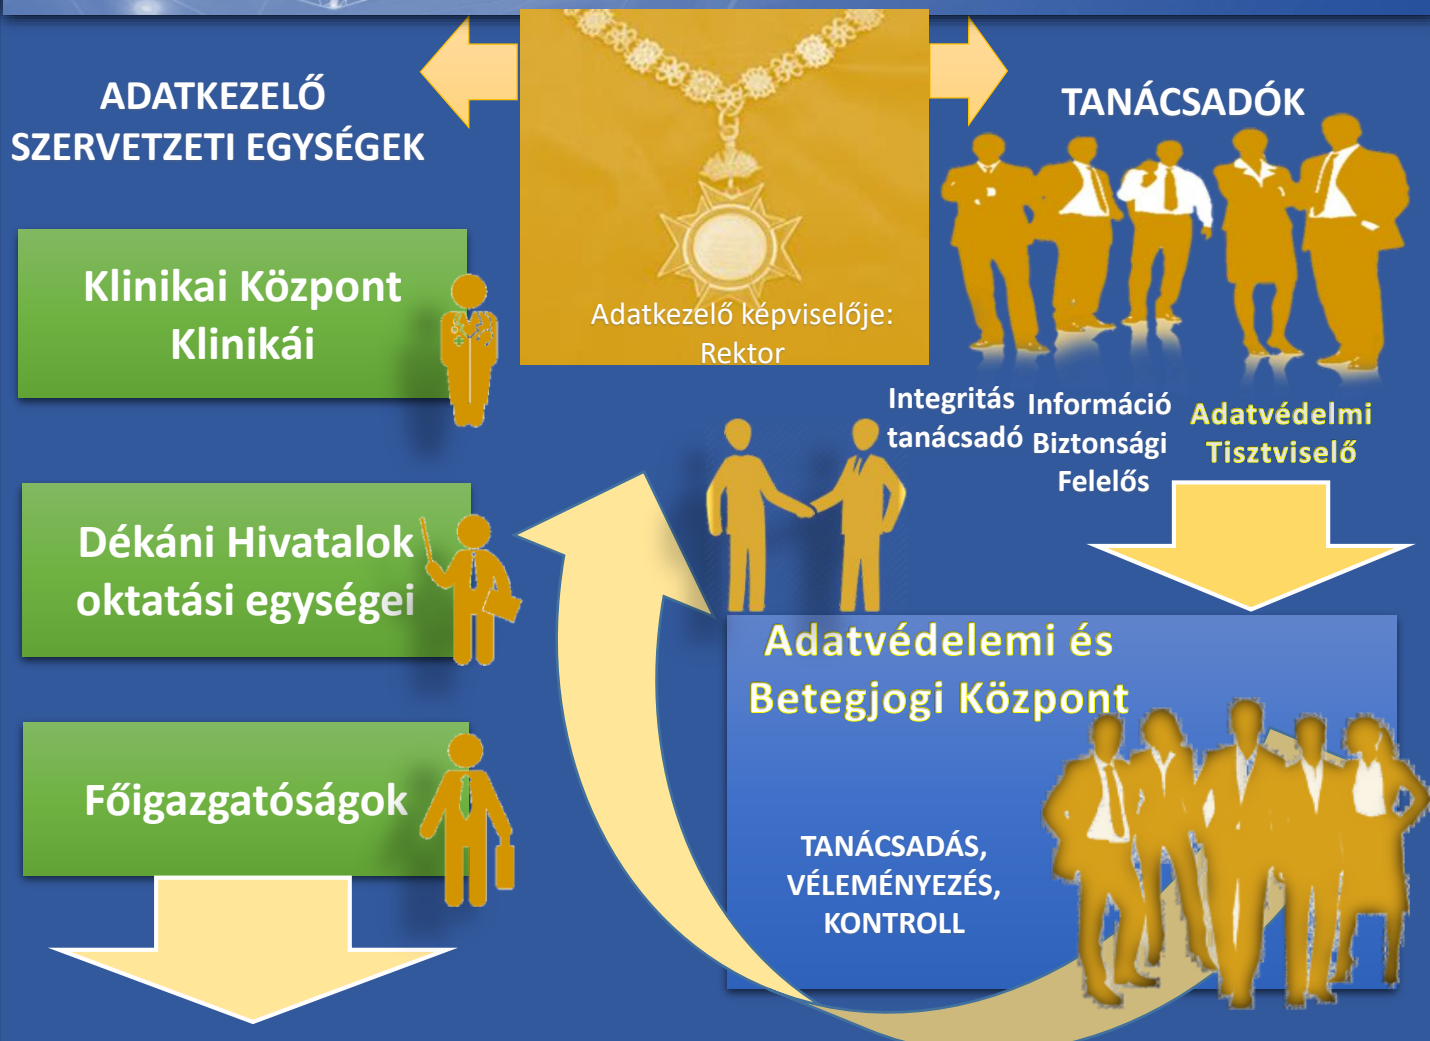 ADATKEZELŐ
SZERVETZETI EGYSÉGEK
Adatkezelő képviselője:
Rektor
TANÁCSADÓK
Klinikai Központ
Klinikái
Integritás
tanácsadó
Információ
Biztonsági
Felelős
Adatvédelmi
Tisztviselő
Dékáni Hivatalok
oktatási egységei
Adatvédelemi és
Betegjogi Központ
Főigazgatóságok
TANÁCSADÁS,
VÉLEMÉNYEZÉS,
KONTROLL